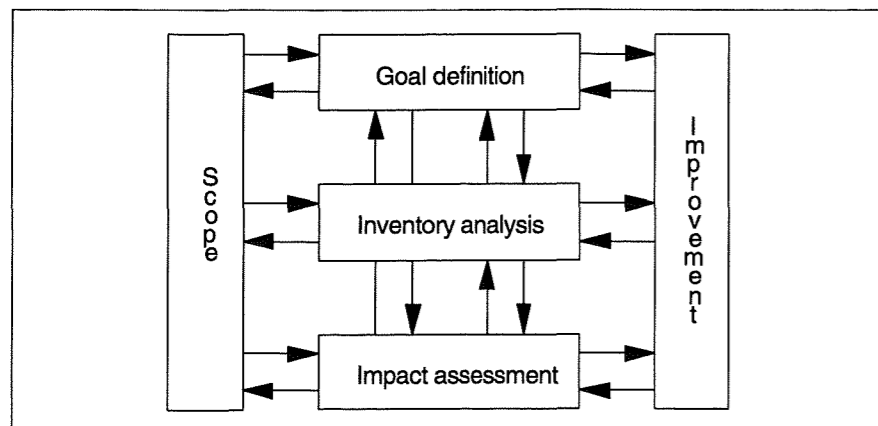 Goal definition
Scope
Inventory analysis
Improvement
Impact assessment